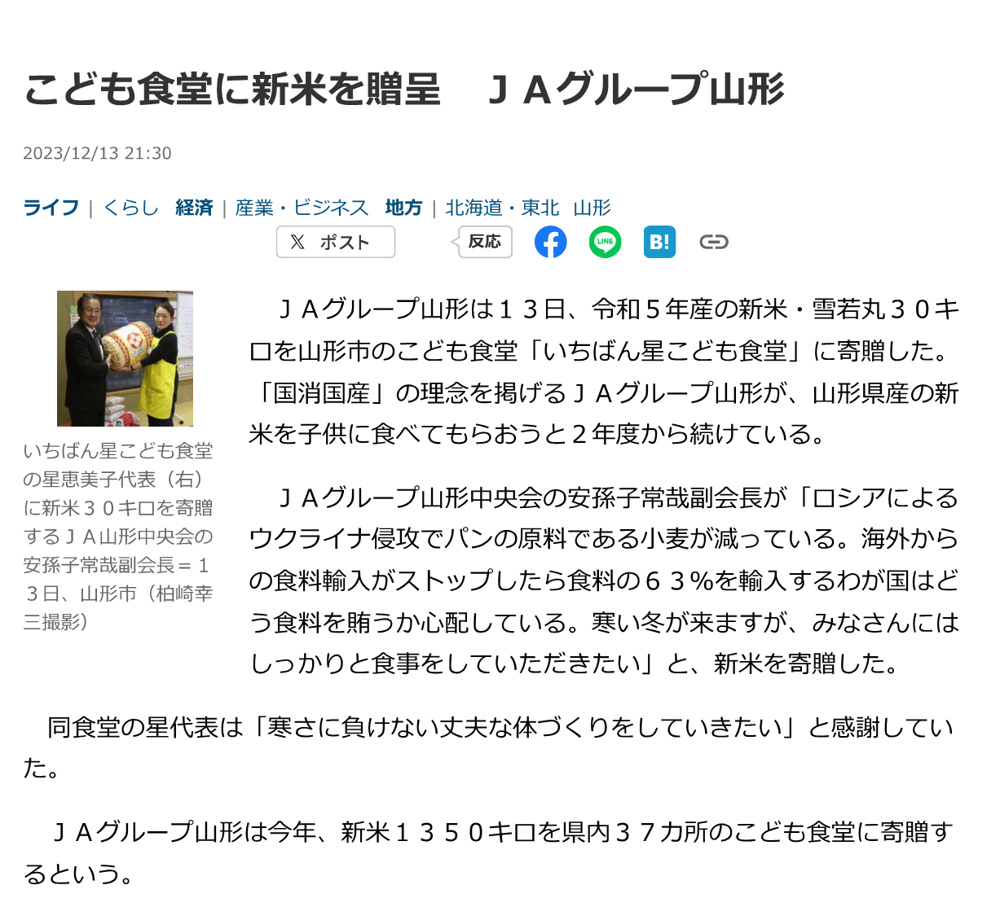 こども食堂に新米を贈呈　ＪＡグループ山形
2023/12/13 21:30
ライフ | くらし 経済 | 産業・ビジネス 地方 | 北海道・東北 山形
ポスト 反応 LINE B!
いちばん星こども食堂
の星恵美子代表（右）
に新米３０キロを寄贈
するＪＡ山形中央会の
安孫子常哉副会長＝１
３日、山形市（柏崎幸
三撮影）
　ＪＡグループ山形は１３日、令和５年産の新米・雪若丸３０キ
ロを山形市のこども食堂「いちばん星こども食堂」に寄贈した。
「国消国産」の理念を掲げるＪＡグループ山形が、山形県産の新
米を子供に食べてもらおうと２年度から続けている。
　ＪＡグループ山形中央会の安孫子常哉副会長が「ロシアによる
ウクライナ侵攻でパンの原料である小麦が減っている。海外から
の食料輸入がストップしたら食料の６３％を輸入するわが国はど
う食料を賄うか心配している。寒い冬が来ますが、みなさんには
しっかりと食事をしていただきたい」と、新米を寄贈した。
　同食堂の星代表は「寒さに負けない丈夫な体づくりをしていきたい」と感謝してい
た。
　ＪＡグループ山形は今年、新米１３５０キロを県内３７カ所のこども食堂に寄贈す
るという。